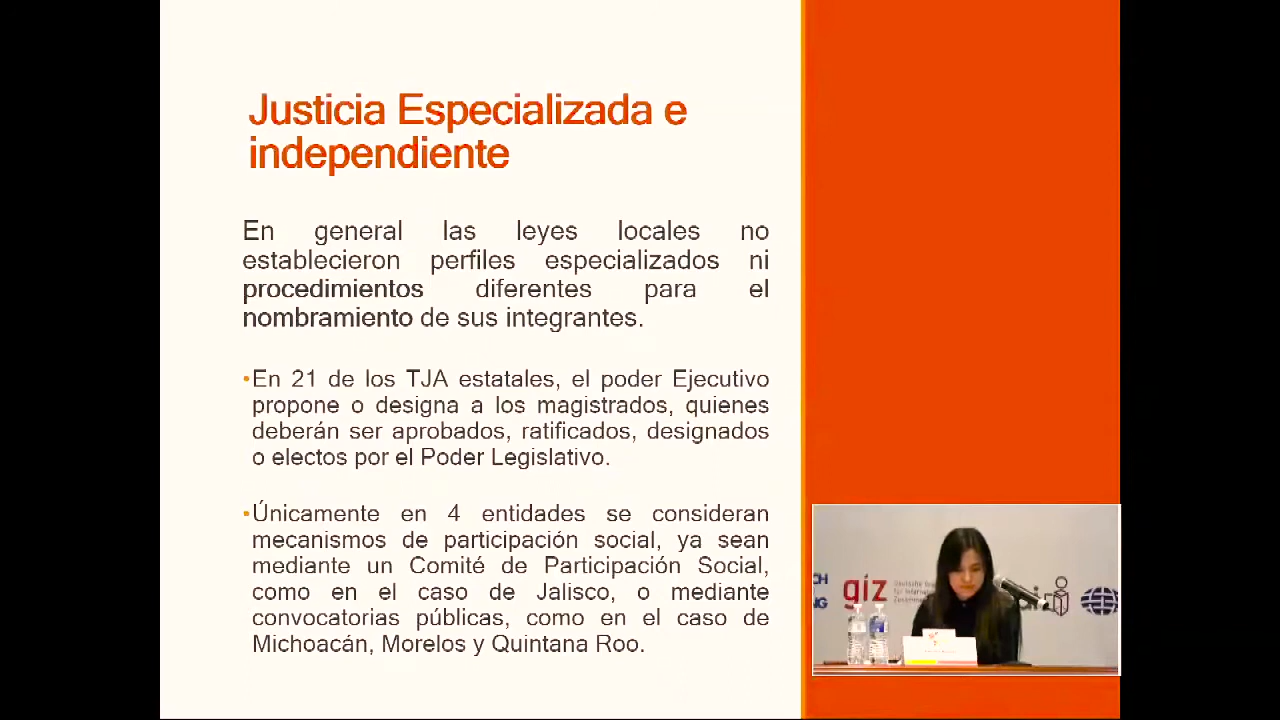 Justicia Especializada e
independiente
En general las leyes locales no
establecieron perfiles especializados ni
procedimientos diferentes para el
nombramiento de sus integrantes.
•En 21 de los TJA estatales, el poder Ejecutivo
propone o designa a los magistrados, quienes
deberán ser aprobados, ratificados, designados
o electos por el Poder Legislativo.
•Únicamente en 4 entidades se consideran
mecanismos de participación social, ya sean
mediante un Comité de Participación Social,
como en el caso de Jalisco, o mediante
convocatorias públicas, como en el caso de
Michoacán, Morelos y Quintana Roo.
giz